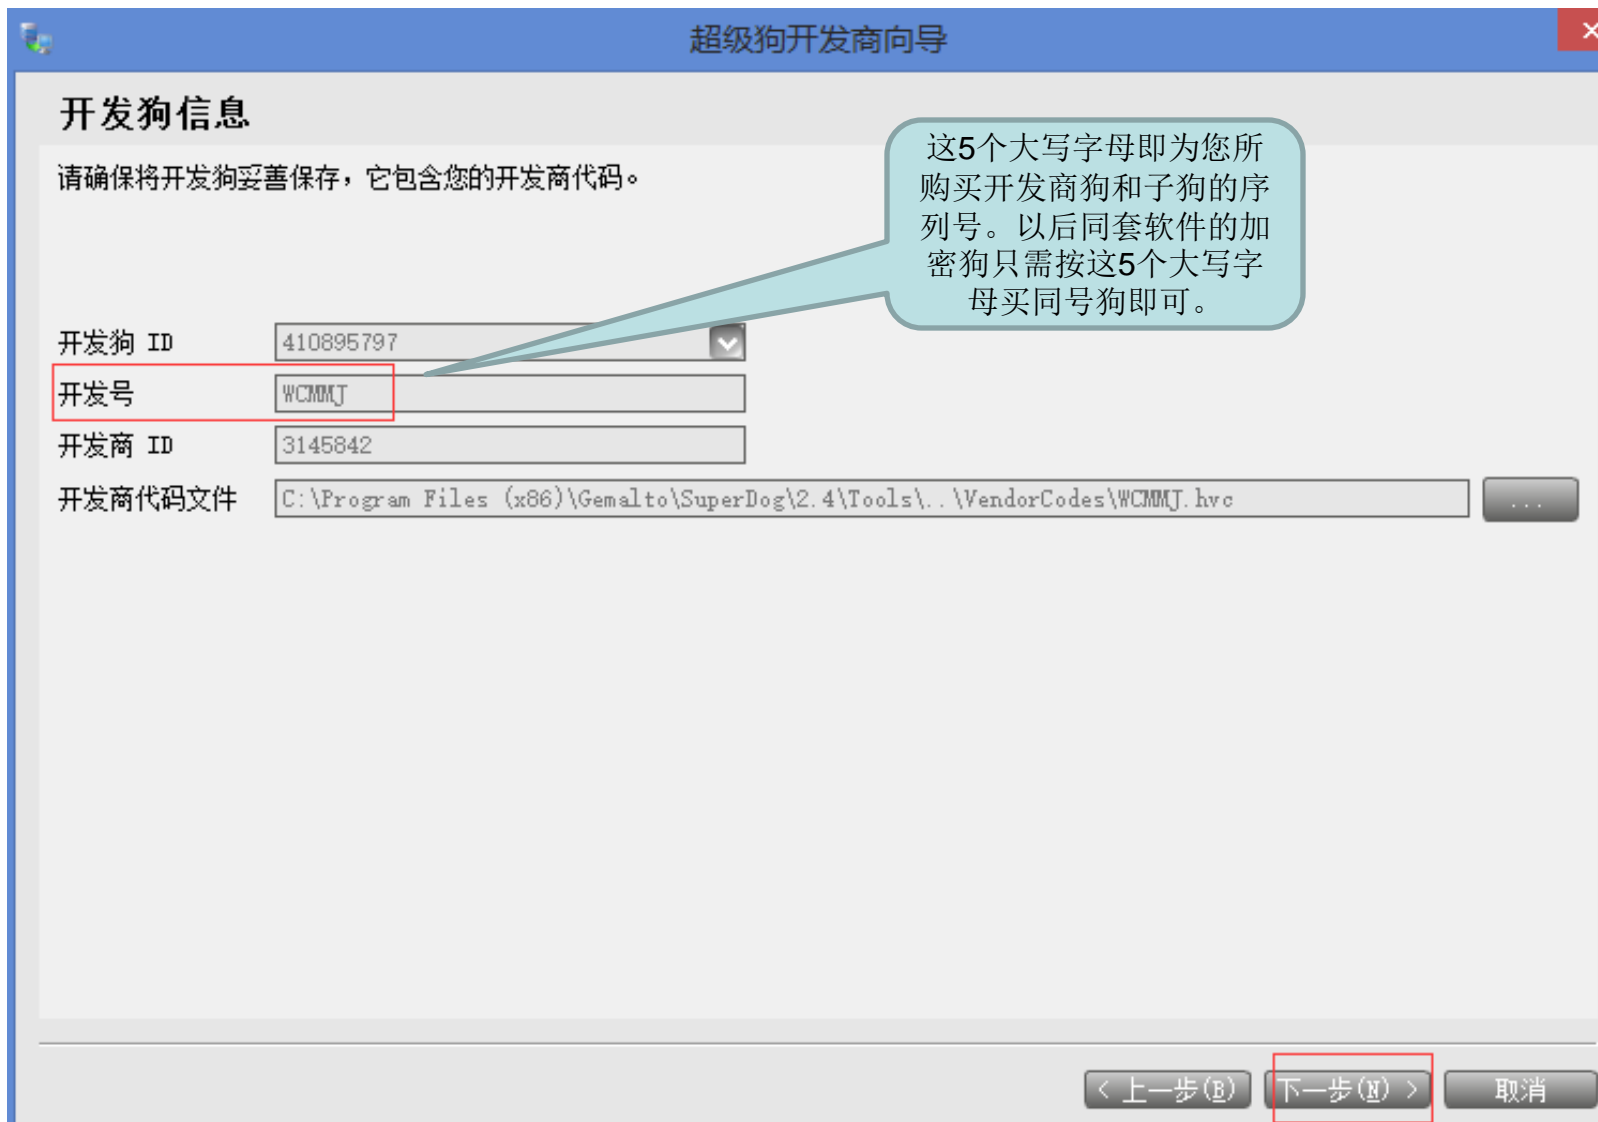 超级狗开发商向导
开发狗信息
请确保将开发狗妥善保存，它包含您的开发商代码。
这5个大写字母即为您所
购买开发商狗和子狗的序
列号。以后同套软件的加
密狗只需按这5个大写字
母买同号狗即可。
开发狗 ID 410895797
开发号 WCMMJ
开发商 ID 3145842
开发商代码文件 C:\Program Files (x86)\Gemalto\SuperDog\2.4\Tools\..\VendorCodes\WCMMJ.hvc ...
< 上一步(B) 下一步(N) > 取消